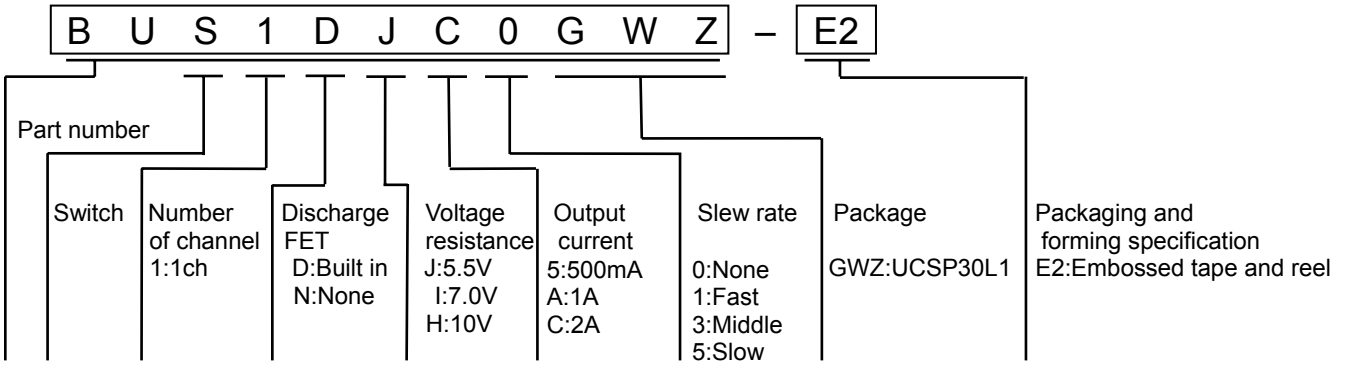 B U S 1 D J C 0 G W Z – E2
Part number
Switch
Number
of channel
1:1ch
Discharge
FET
D:Built in
N:None
Voltage
resistance
J:5.5V
I:7.0V
H:10V
Output
current
5:500mA
A:1A
C:2A
Slew rate
0:None
1:Fast
3:Middle
5:Slow
Package
GWZ:UCSP30L1
Packaging and
forming specification
E2:Embossed tape and reel